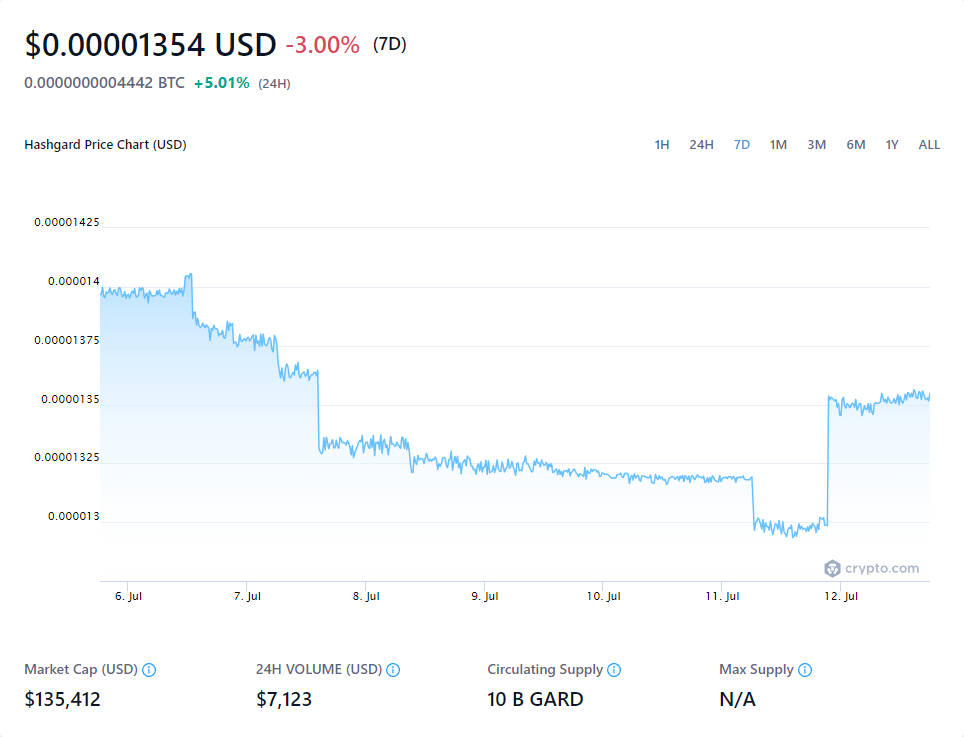 $0.00001354 USD -3.00% (7D)
0.0000000004442 BTC +5.01% (24H)
Hashgard Price Chart (USD)
1H 24H 7D 1M 3M 6M 1Y ALL
0.00001425
0.000014
0.00001375
0.0000135
0.00001325
0.000013
crypto.com
6. Jul 7. Jul 8. Jul 9. Jul 10. Jul 11. Jul 12. Jul
Market Cap (USD) 24H VOLUME (USD) Circulating Supply Max Supply
$135,412 $7,123 10 B GARD N/A